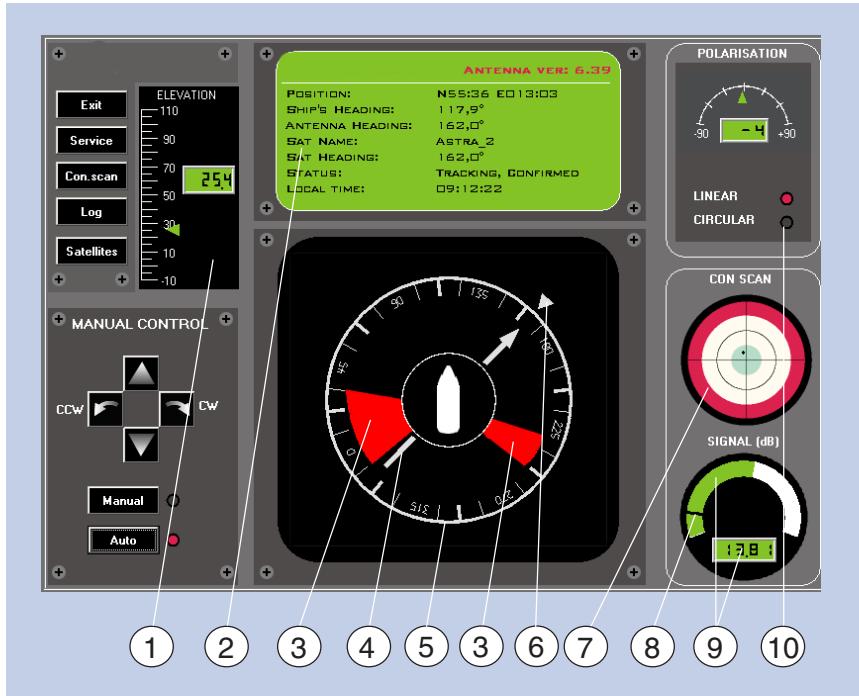 Exit
Service
Con.scan
Log
Satellites
ELEVATION
110
90
70
50
30
10
-10
25,4
ANTENNA VER: 6.39
POSITION: N55:36 E013:03
SHIP'S HEADING: 117,9°
ANTENNA HEADING: 162,0°
SAT NAME: ASTRA_2
SAT HEADING: 162,0°
STATUS: TRACKING, CONFIRMED
LOCAL TIME: 09:12:22
POLARISATION
-90 +90
-4
LINEAR
CIRCULAR
MANUAL CONTROL
CCW CW
Manual
Auto
0
45
90
135
180
225
270
315
CON SCAN
SIGNAL (dB)
13,81
1 2 3 4 5 3 6 7 8 9 10